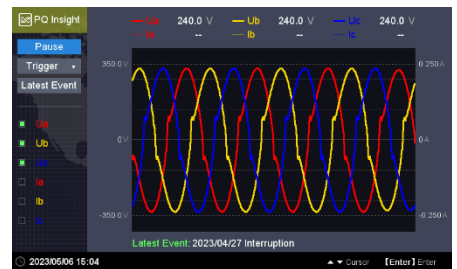 PQ Insight
Ua 240.0 V Ub 240.0 V Uc 240.0 V
Ia -- Ib -- Ic --
Pause
Trigger
Latest Event
Ua
Ub
Uc
Ia
Ib
Ic
350.0 V
0 V
-350.0 V
0.250 A
0 A
-0.250 A
Latest Event: 2023/04/27 Interruption
2023/05/06 15:04
▲ ▼ Cursor 【Enter】Enter